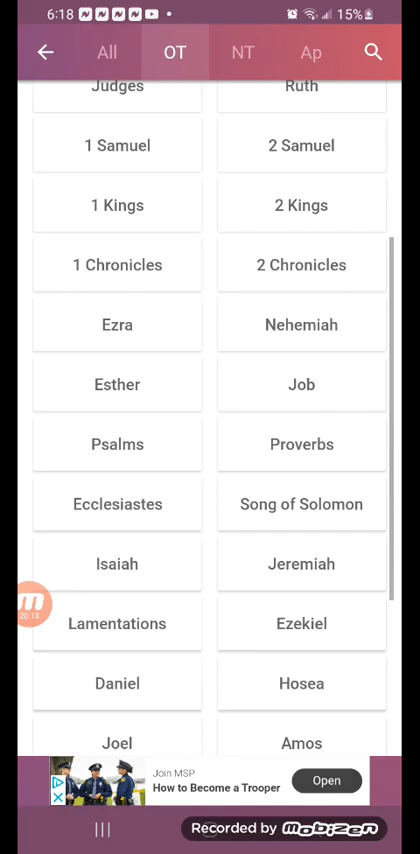 6:18 15%
All OT NT Ap
Judges Ruth
1 Samuel 2 Samuel
1 Kings 2 Kings
1 Chronicles 2 Chronicles
Ezra Nehemiah
Esther Job
Psalms Proverbs
Ecclesiastes Song of Solomon
Isaiah Jeremiah
20:13
Lamentations Ezekiel
Daniel Hosea
Joel Amos
Join MSP
How to Become a Trooper Open
Recorded by mobizen